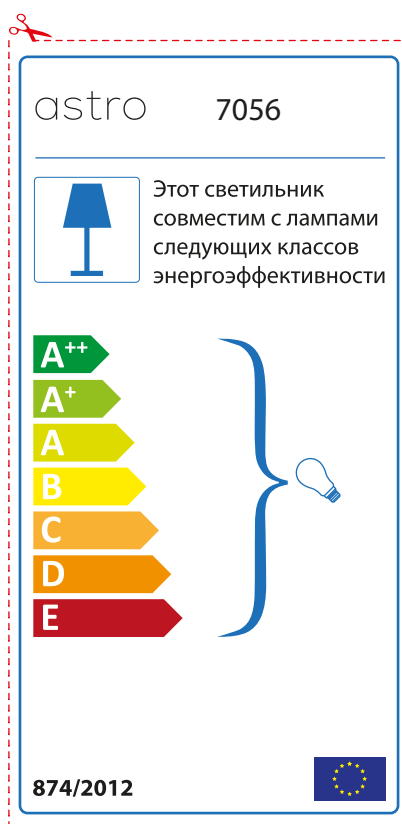 astro 7056
Этот светильник
совместим с лампами
следующих классов
энергоэффективности
A++
A+
A
B
C
D
E
874/2012